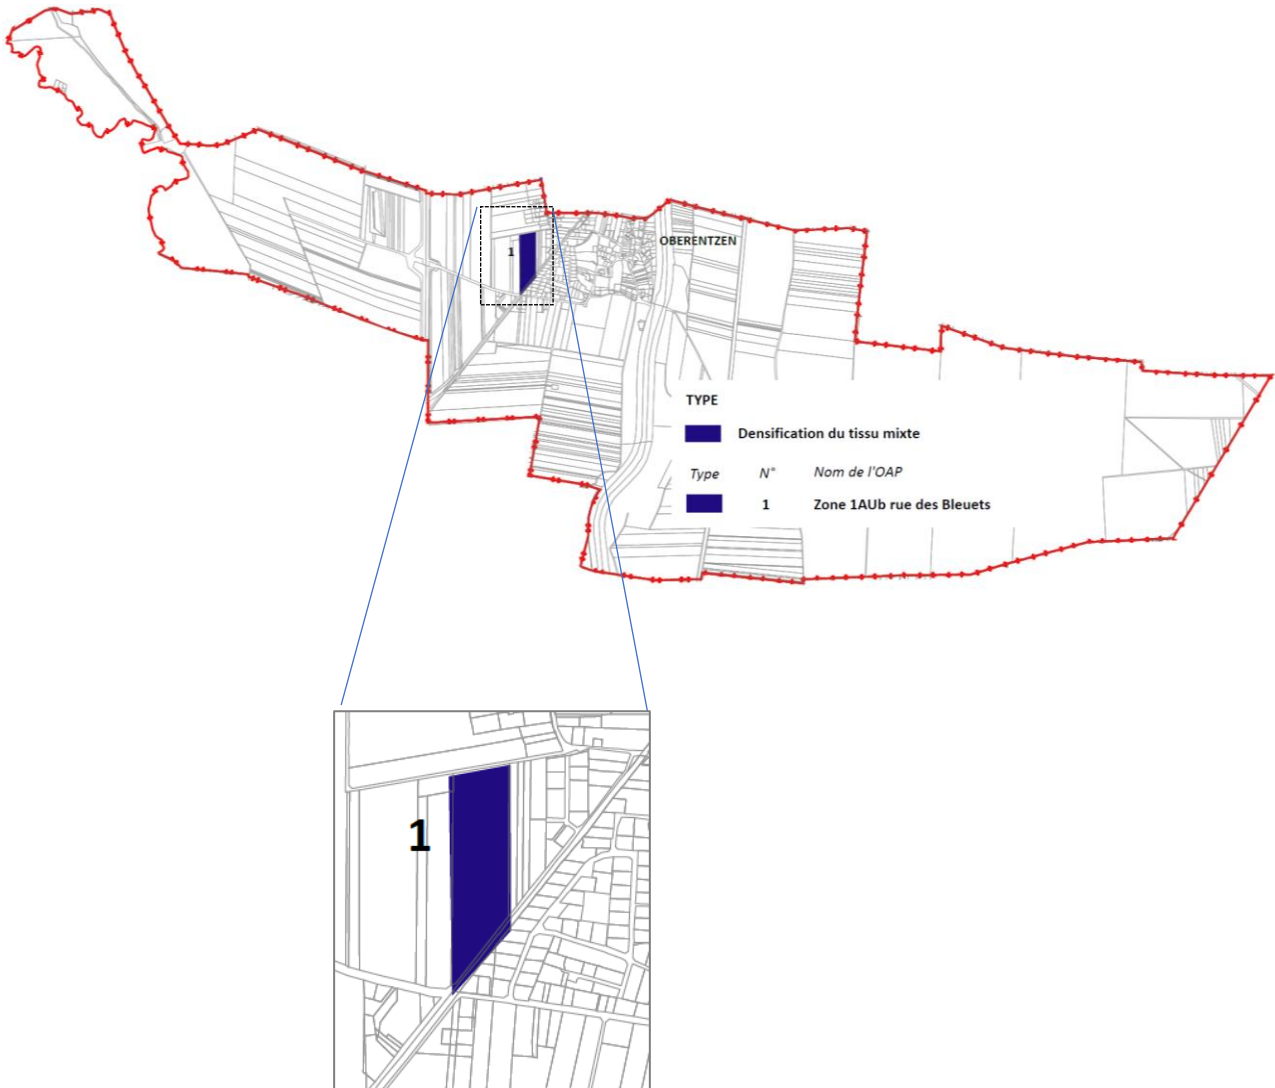 1
OBERENTZEN
TYPE
Densification du tissu mixte
Type N° Nom de l'OAP
1 Zone 1AUb rue des Bleuets
1